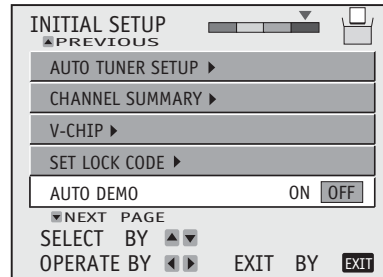 INITIAL SETUP
▲PREVIOUS
AUTO TUNER SETUP ▶
CHANNEL SUMMARY ▶
V-CHIP ▶
SET LOCK CODE ▶
AUTO DEMO ON OFF
▼NEXT PAGE
SELECT BY ▲▼
OPERATE BY ◀▶ EXIT BY EXIT